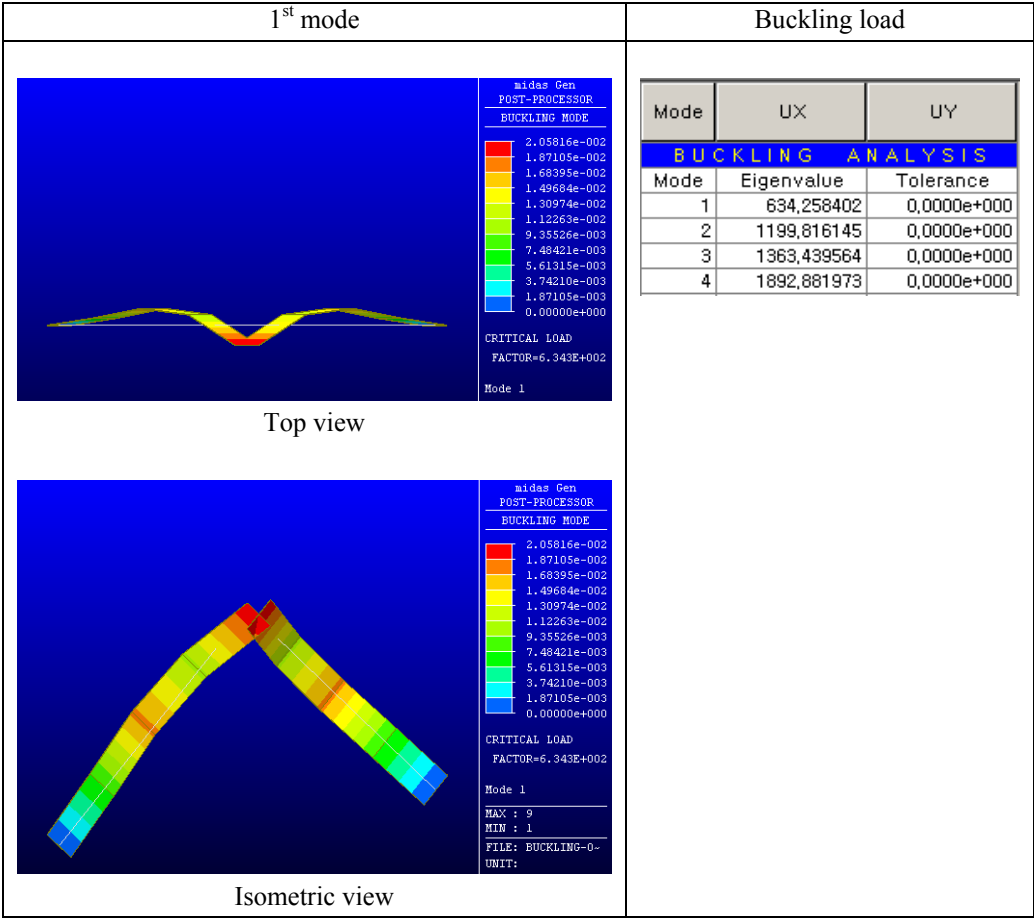 1st mode
Buckling load
midas Gen
POST-PROCESSOR
BUCKLING MODE
2.05816e-002
1.87105e-002
1.68395e-002
1.49684e-002
1.30974e-002
1.12263e-002
9.35526e-003
7.48421e-003
5.61315e-003
3.74210e-003
1.87105e-003
0.00000e+000
CRITICAL LOAD
FACTOR=6.343E+002
Mode 1
Top view
midas Gen
POST-PROCESSOR
BUCKLING MODE
2.05816e-002
1.87105e-002
1.68395e-002
1.49684e-002
1.30974e-002
1.12263e-002
9.35526e-003
7.48421e-003
5.61315e-003
3.74210e-003
1.87105e-003
0.00000e+000
CRITICAL LOAD
FACTOR=6.343E+002
Mode 1
MAX : 9
MIN : 1
FILE: BUCKLING-0~
UNIT:
Isometric view
Mode UX UY
BUCKLING ANALYSIS
Mode Eigenvalue Tolerance
1 634,258402 0,0000e+000
2 1199,816145 0,0000e+000
3 1363,439564 0,0000e+000
4 1892,881973 0,0000e+000